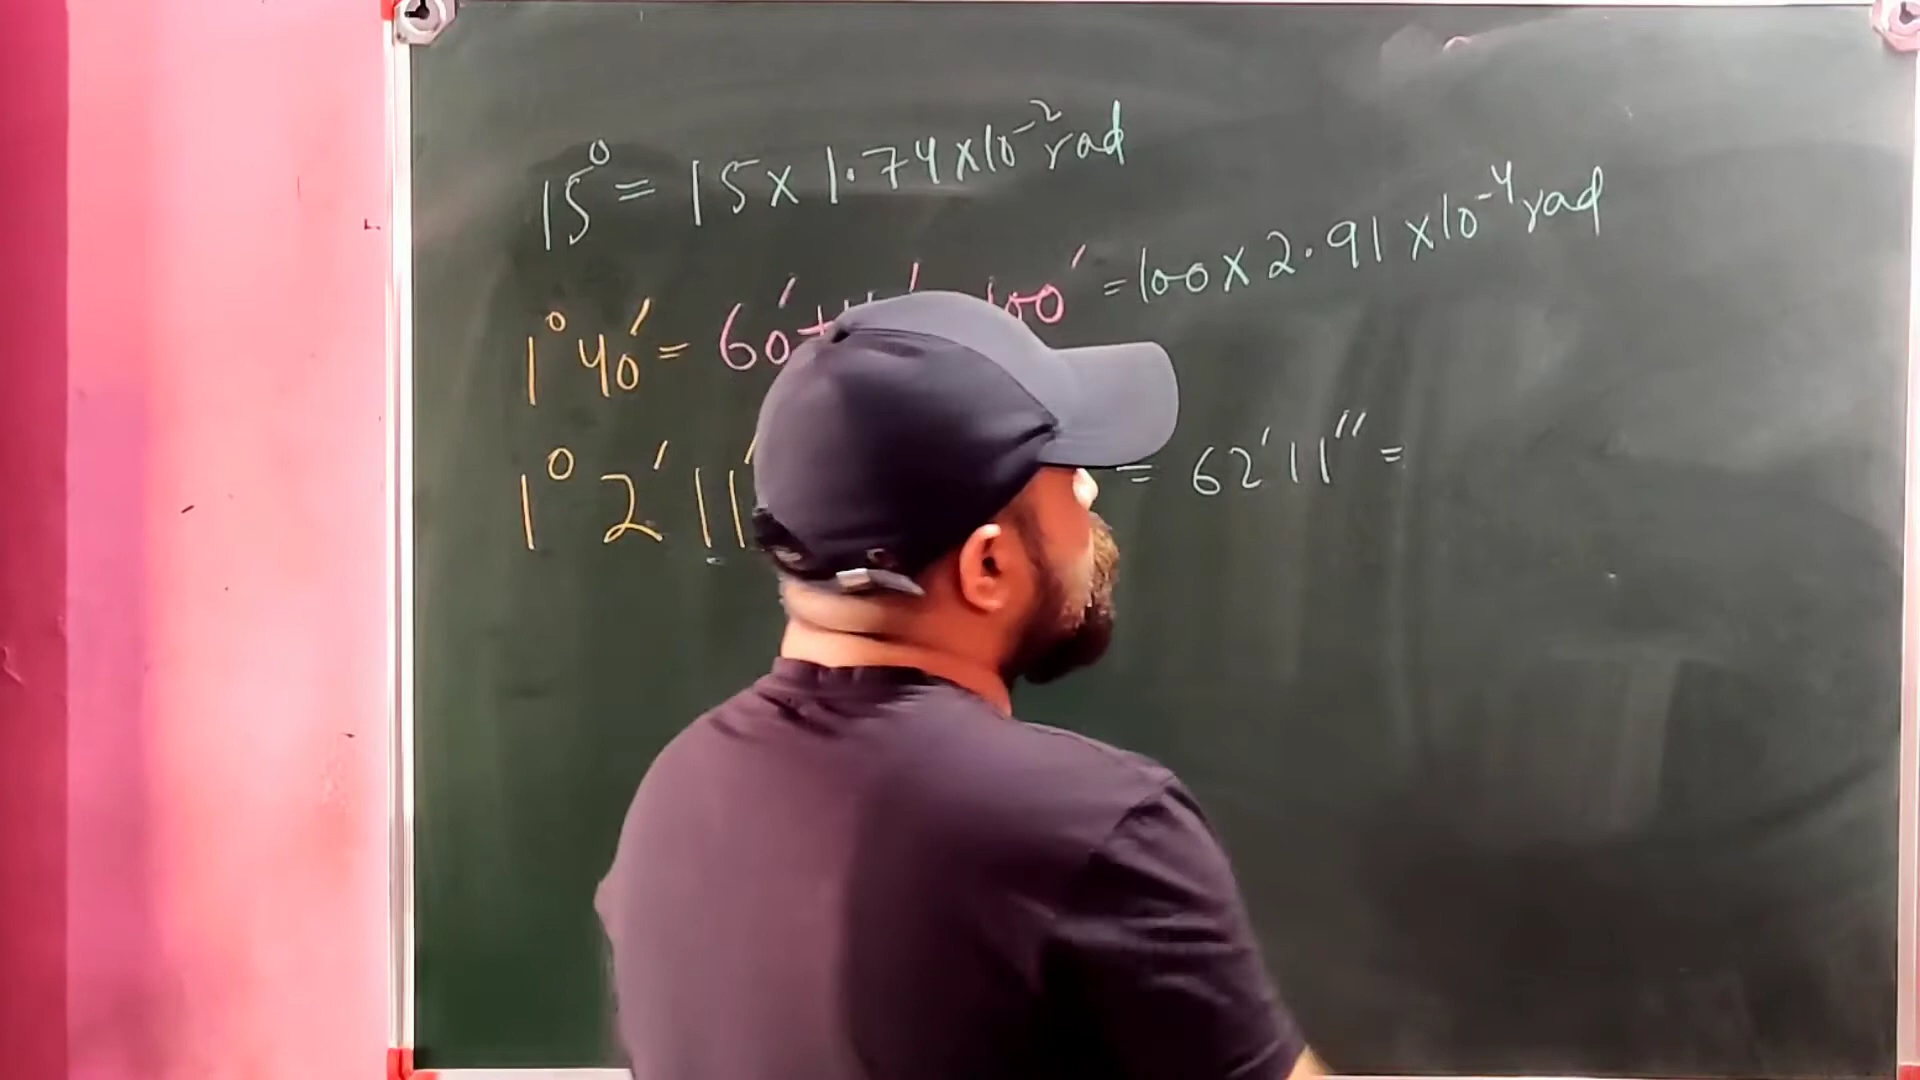 15° = 15 x 1.74 x 10⁻² rad
1° 40′ = 60′ + 100′ = 100 x 2.91 x 10⁻⁴ rad
1° 2′ 11 = 62′ 11″ =